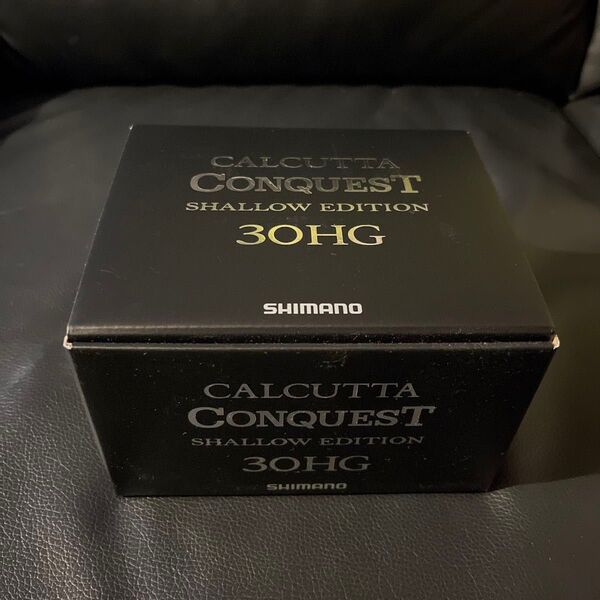 CALCUTTA
CONQUEST
SHALLOW EDITION
30HG
SHIMANO
CALCUTTA
CONQUEST
SHALLOW EDITION
30HG
SHIMANO